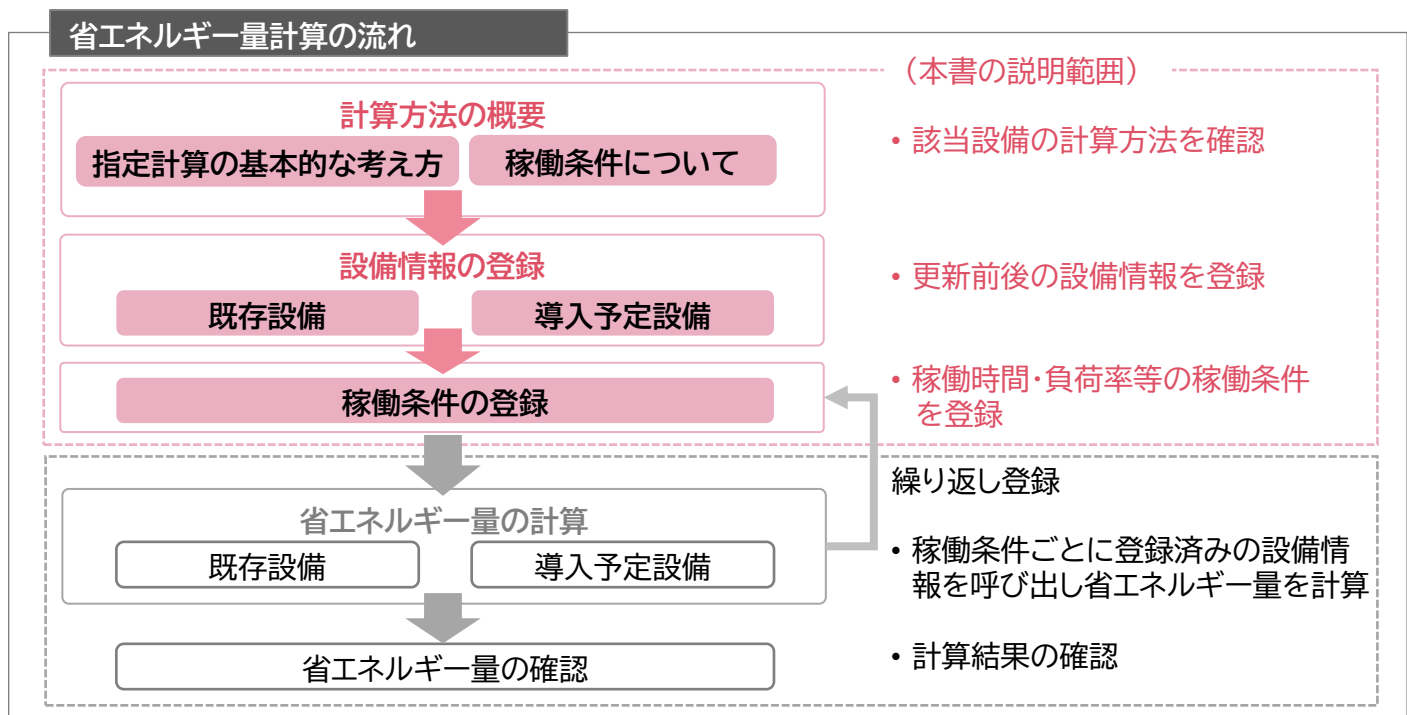 省エネルギー量計算の流れ
(本書の説明範囲)
計算方法の概要
指定計算の基本的な考え方
稼働条件について
・該当設備の計算方法を確認
設備情報の登録
既存設備
導入予定設備
・更新前後の設備情報を登録
稼働条件の登録
・稼働時間・負荷率等の稼働条件
を登録
繰り返し登録
省エネルギー量の計算
既存設備
導入予定設備
・稼働条件ごとに登録済みの設備情
報を呼び出し省エネルギー量を計算
省エネルギー量の確認
・計算結果の確認